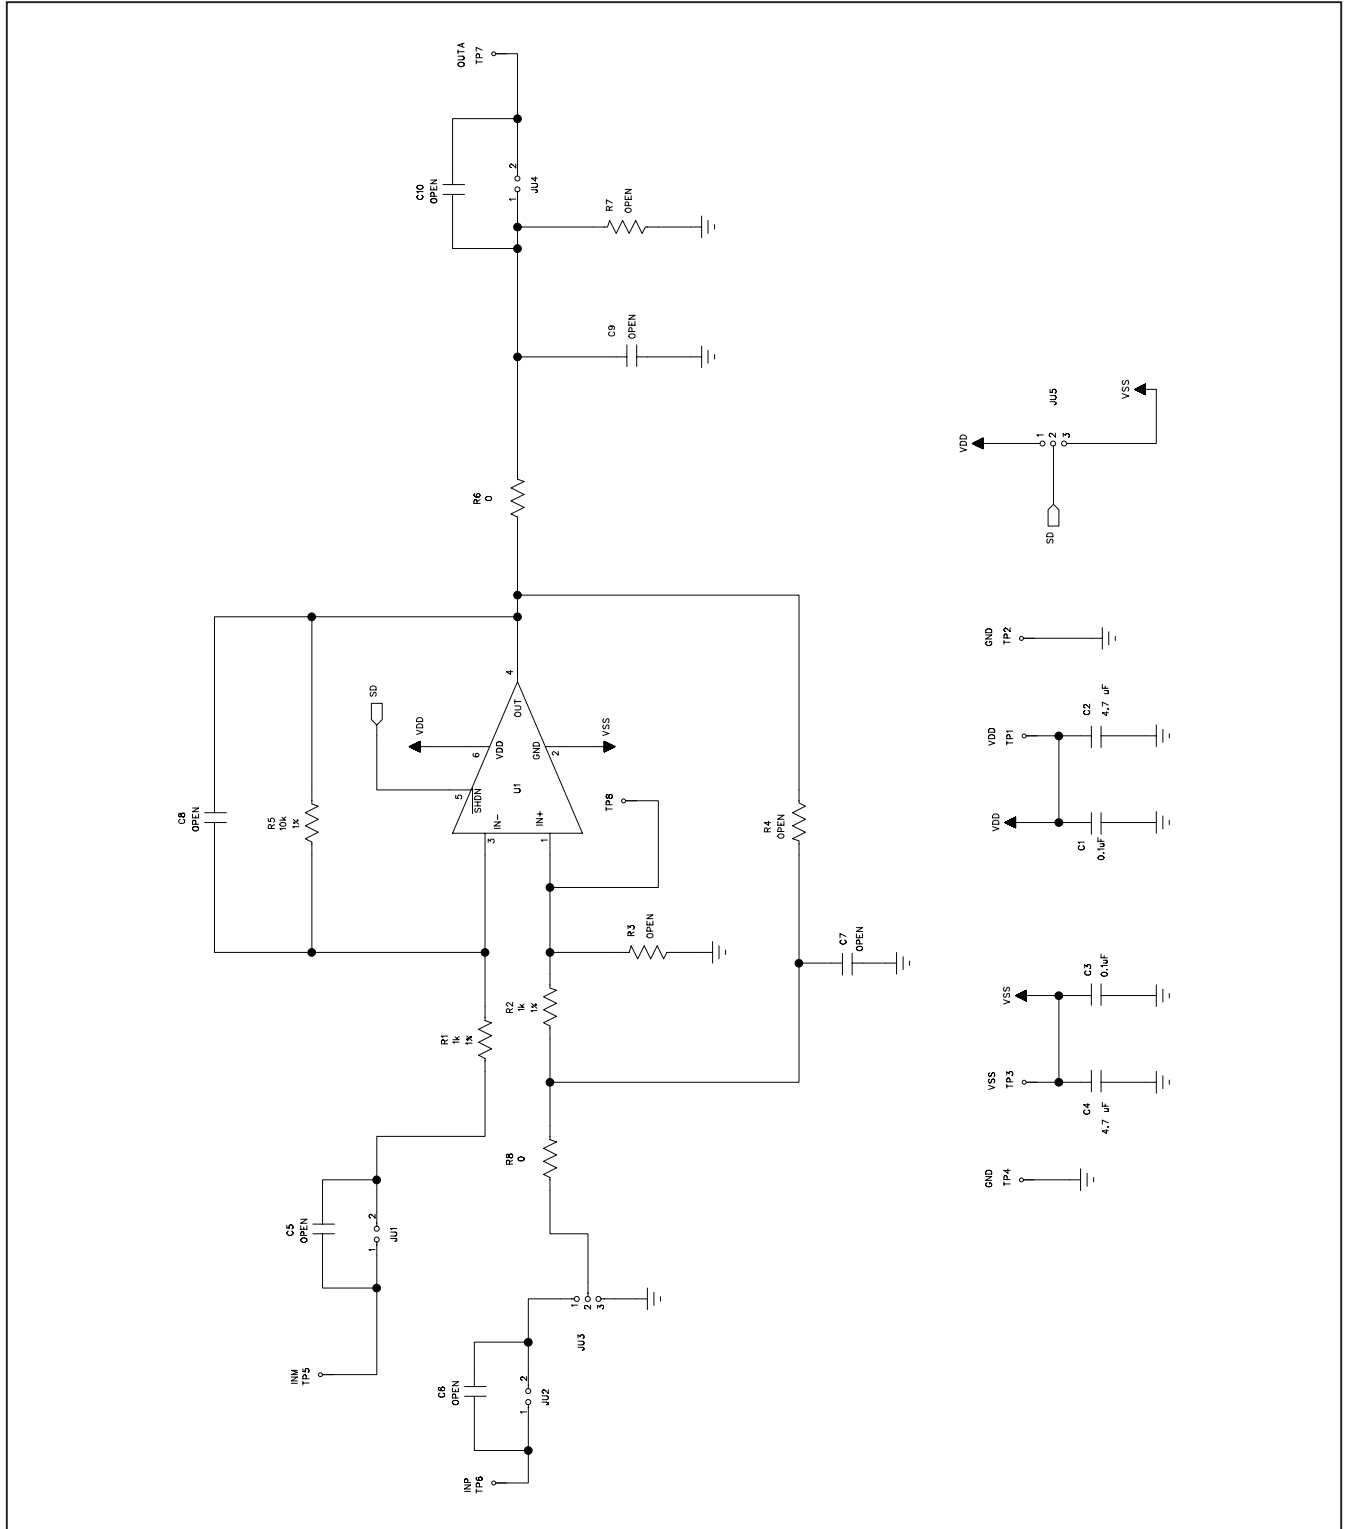 OUTA
TP7
C10
OPEN
1
2
JU4
R7
OPEN
C9
OPEN
R6
0
C8
OPEN
R5
10k
1%
SD
VDD
VSS
4
OUT
6
VDD
GND
2
5
SHDN
U1
IN-
3
IN+
1
TP8
R4
OPEN
R3
OPEN
C7
OPEN
R1
1k
1%
R2
1k
1%
R8
0
C5
OPEN
1
2
JU1
INM
TP5
C6
OPEN
1
2
JU2
1
2
3
JU3
INP
TP6
VDD
JU5
1
2
3
VSS
SD
GND
TP2
VDD
TP1
C2
4.7 uF
VDD
C1
0.1uF
VSS
C3
0.1uF
VSS
TP3
C4
4.7 uF
GND
TP4